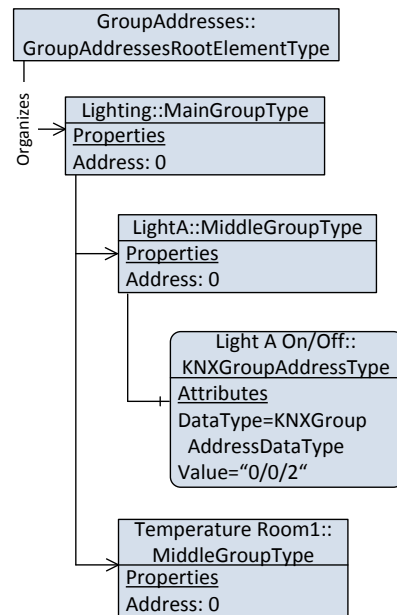 GroupAddresses::
GroupAddressesRootElementType
Organizes
Lighting::MainGroupType
Properties
Address: 0
LightA::MiddleGroupType
Properties
Address: 0
Light A On/Off::
KNXGroupAddressType
Attributes
DataType=KNXGroup
AddressDataType
Value=“0/0/2“
Temperature Room1::
MiddleGroupType
Properties
Address: 0